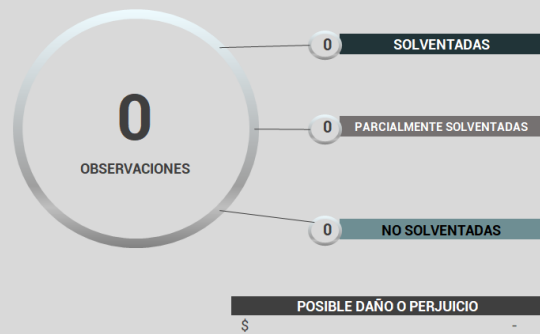 0
OBSERVACIONES
0 SOLVENTADAS
0 PARCIALMENTE SOLVENTADAS
0 NO SOLVENTADAS
POSIBLE DAÑO O PERJUICIO
$ -